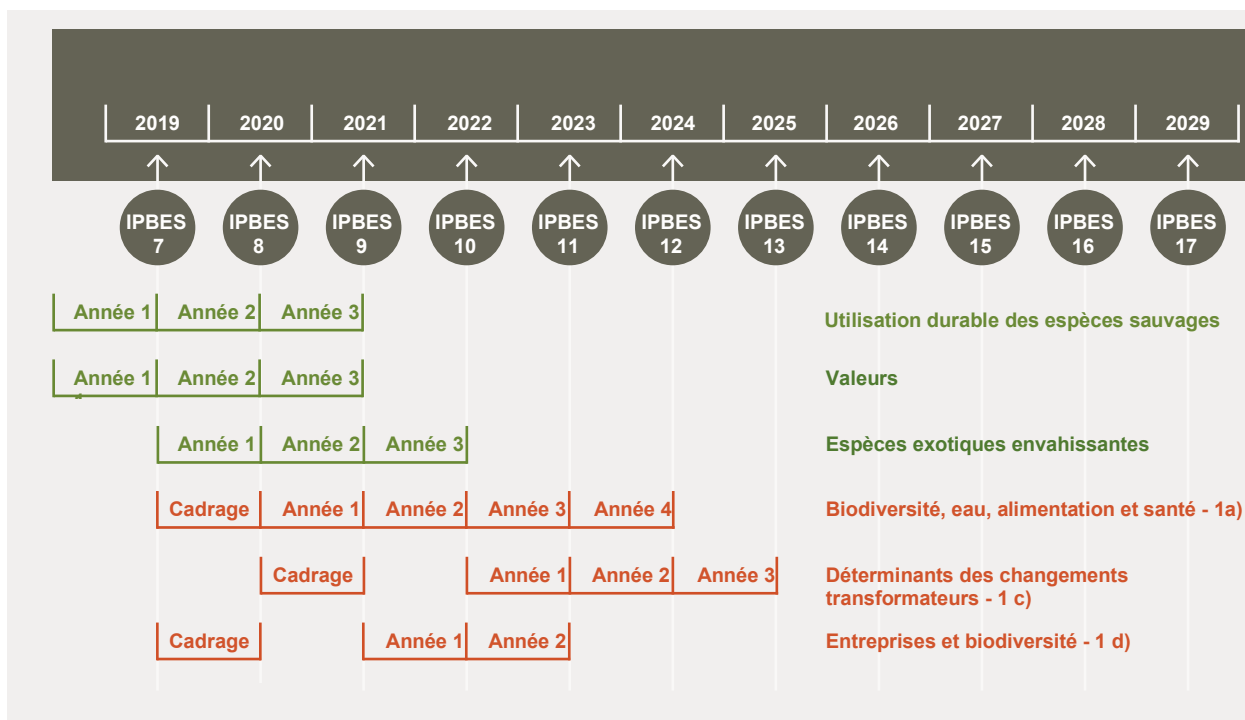 2019 2020 2021 2022 2023 2024 2025 2026 2027 2028 2029
IPBES IPBES IPBES IPBES IPBES IPBES IPBES IPBES IPBES IPBES IPBES
7 8 9 10 11 12 13 14 15 16 17
Année 1 Année 2 Année 3 Utilisation durable des espèces sauvages
Année 1 Année 2 Année 3 Valeurs
Année 1 Année 2 Année 3 Espèces exotiques envahissantes
Cadrage Année 1 Année 2 Année 3 Année 4 Biodiversité, eau, alimentation et santé - 1a)
Cadrage Année 1 Année 2 Année 3 Déterminants des changements
transformateurs - 1 c)
Cadrage Année 1 Année 2 Entreprises et biodiversité - 1 d)